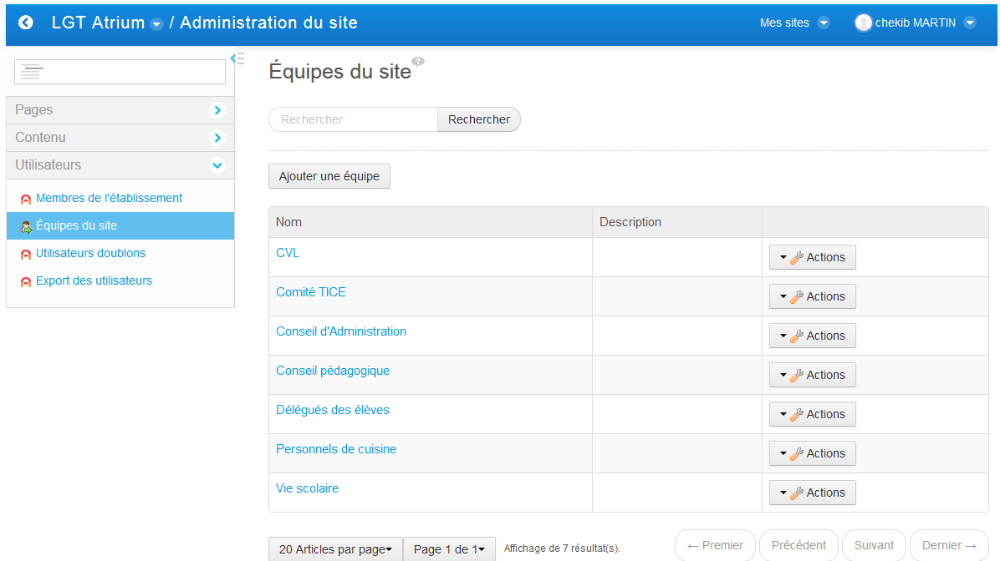 LGT Atrium / Administration du site
Mes sites
chekib MARTIN
Pages
Contenu
Utilisateurs
Membres de l'établissement
Équipes du site
Utilisateurs doublons
Export des utilisateurs
Équipes du site ?
Rechercher Rechercher
Ajouter une équipe
Nom Description
CVL Actions
Comité TICE Actions
Conseil d'Administration Actions
Conseil pédagogique Actions
Délégués des élèves Actions
Personnels de cuisine Actions
Vie scolaire Actions
20 Articles par page Page 1 de 1 Affichage de 7 résultat(s). ← Premier Précédent Suivant Dernier →